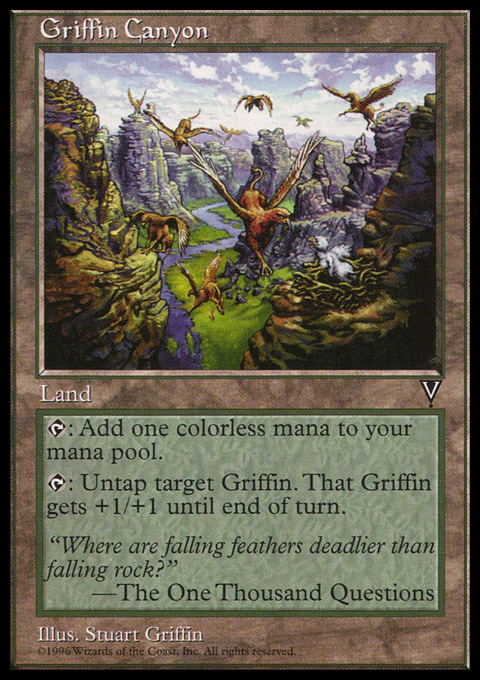 Griffin Canyon
Land
V
: Add one colorless mana to your
mana pool.
: Untap target Griffin. That Griffin
gets +1/+1 until end of turn.
“Where are falling feathers deadlier than
falling rock?”
—The One Thousand Questions
Illus. Stuart Griffin
©1996 Wizards of the Coast, Inc. All rights reserved.